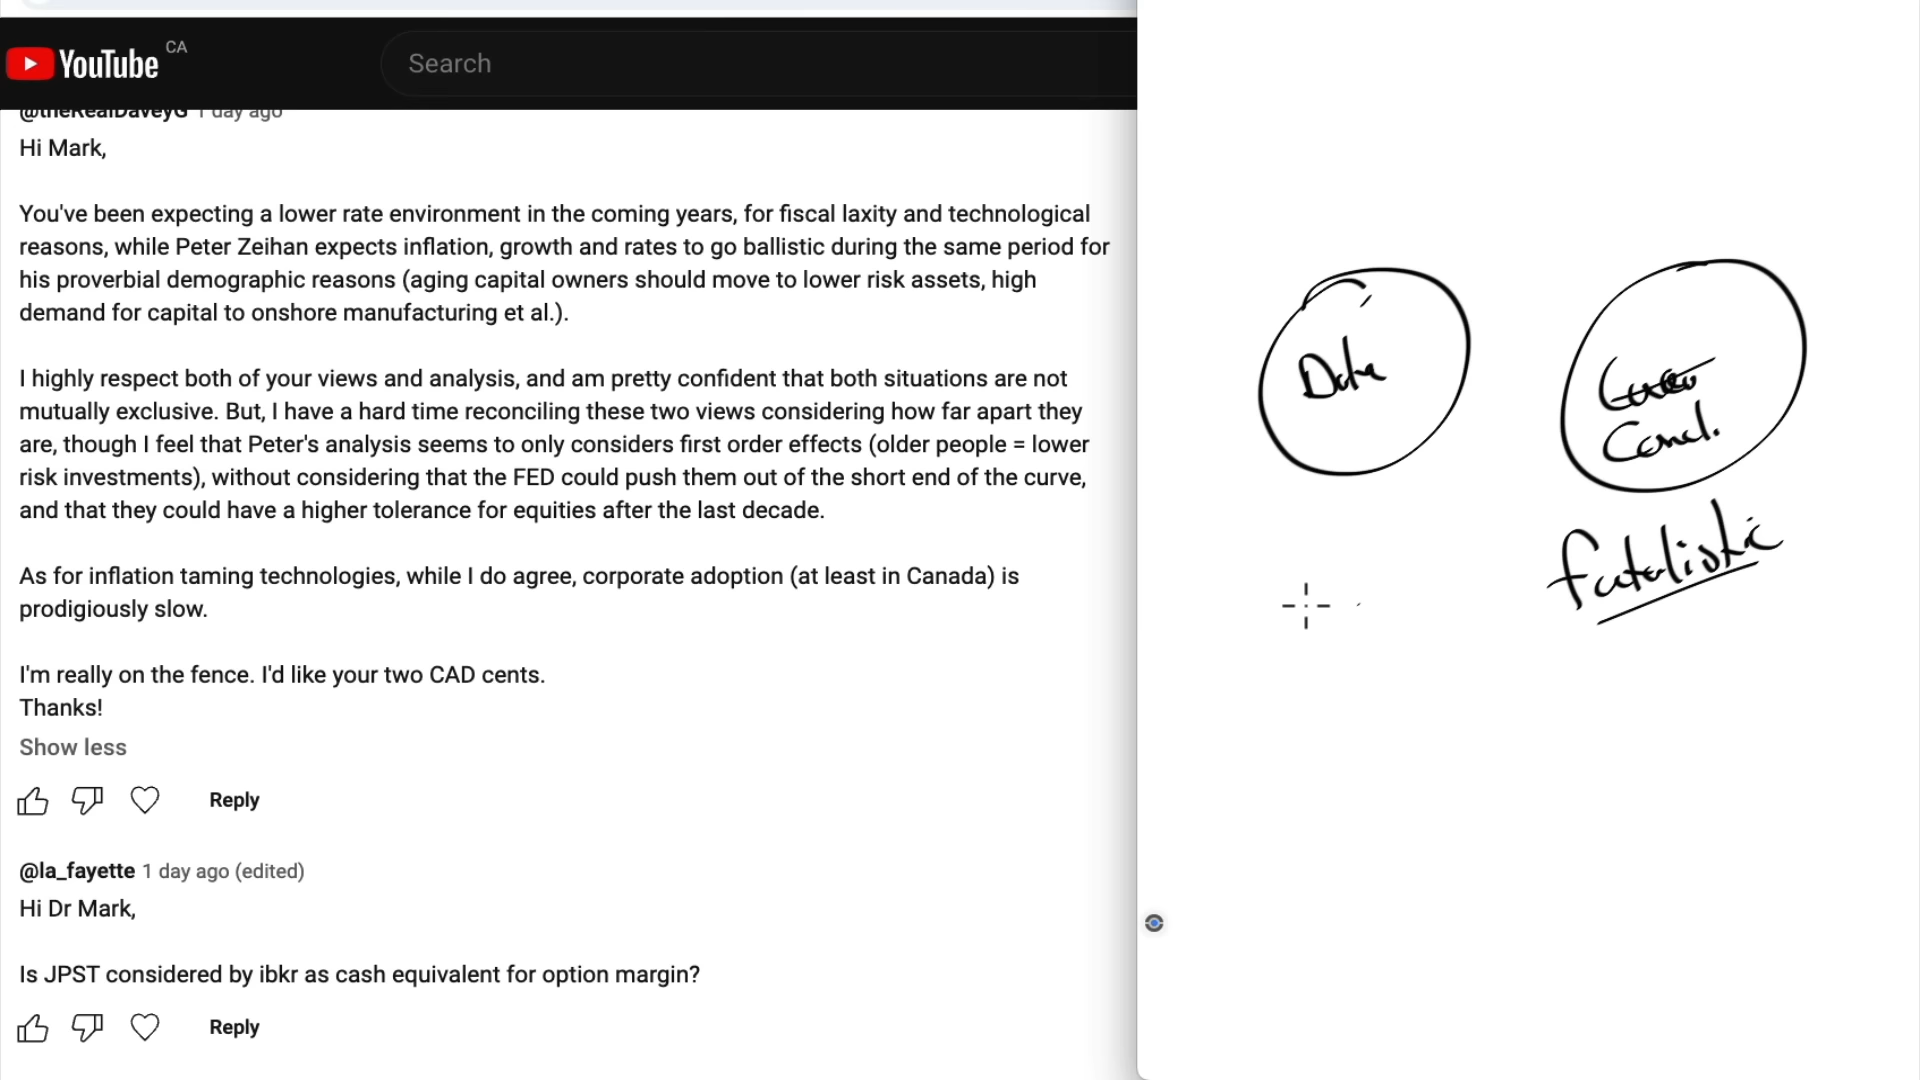 YouTube CA
Search
@theRealDaveyG 1 day ago
Hi Mark,
You've been expecting a lower rate environment in the coming years, for fiscal laxity and technological
reasons, while Peter Zeihan expects inflation, growth and rates to go ballistic during the same period for
his proverbial demographic reasons (aging capital owners should move to lower risk assets, high
demand for capital to onshore manufacturing et al.).
I highly respect both of your views and analysis, and am pretty confident that both situations are not
mutually exclusive. But, I have a hard time reconciling these two views considering how far apart they
are, though I feel that Peter's analysis seems to only considers first order effects (older people = lower
risk investments), without considering that the FED could push them out of the short end of the curve,
and that they could have a higher tolerance for equities after the last decade.
As for inflation taming technologies, while I do agree, corporate adoption (at least in Canada) is
prodigiously slow.
I'm really on the fence. I'd like your two CAD cents.
Thanks!
Show less
Reply
@la_fayette 1 day ago (edited)
Hi Dr Mark,
Is JPST considered by ibkr as cash equivalent for option margin?
Reply
Data
Concl.
fatalistic